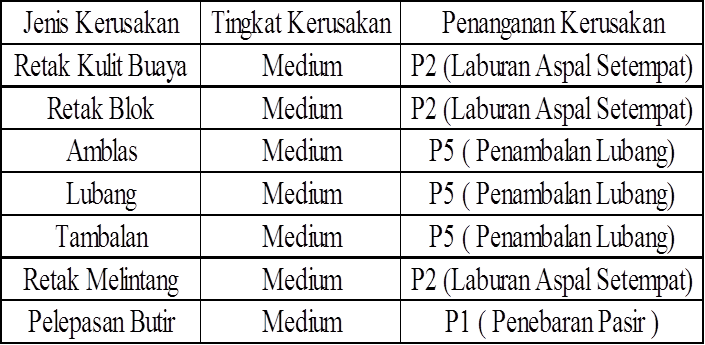 Jenis Kerusakan Tingkat Kerusakan Penanganan Kerusakan
Retak Kulit Buaya Medium P2 (Laburan Aspal Setempat)
Retak Blok Medium P2 (Laburan Aspal Setempat)
Amblas Medium P5 ( Penambalan Lubang)
Lubang Medium P5 ( Penambalan Lubang)
Tambalan Medium P5 ( Penambalan Lubang)
Retak Melintang Medium P2 (Laburan Aspal Setempat)
Pelepasan Butir Medium P1 ( Penebaran Pasir )